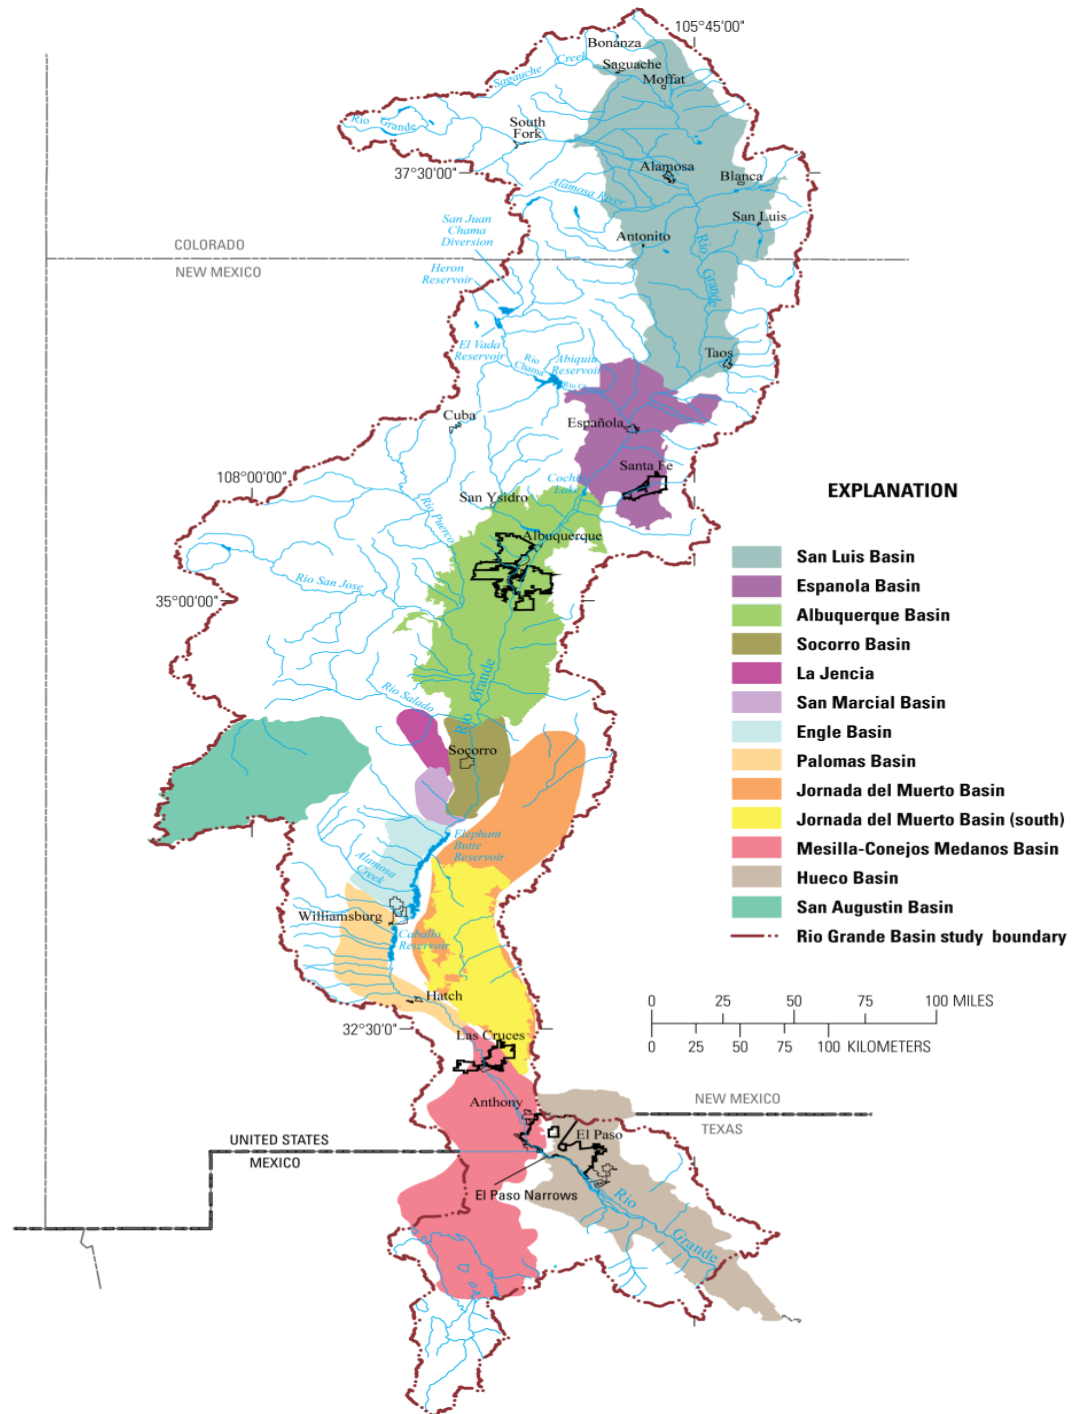 105°45'00"
Bonanza
Saguache
Sagauche Creek
Moffat
Rio Grande
South
Fork
37°30'00"
Alamosa
Blanca
Alamosa River
San Luis
San Juan
Chama
Diversion
Antonito
Rio Grande
COLORADO
NEW MEXICO
Heron
Reservoir
El Vada
Reservoir
Rio
Chama
Abiquiu
Reservoir
Taos
Cuba
Española
Santa Fe
108°00'00"
Cochiti
Lake
San Ysidro
Rio Puerco
Albuquerque
Rio San Jose
35°00'00"
Rio Salado
Rio Grande
Socorro
Elephant
Butte
Reservoir
Alamosa
Creek
Williamsburg
Caballo
Reservoir
Hatch
32°30'0"
Las Cruces
Anthony
NEW MEXICO
TEXAS
El Paso
UNITED STATES
MEXICO
El Paso Narrows
Rio Grande
EXPLANATION
San Luis Basin
Espanola Basin
Albuquerque Basin
Socorro Basin
La Jencia
San Marcial Basin
Engle Basin
Palomas Basin
Jornada del Muerto Basin
Jornada del Muerto Basin (south)
Mesilla-Conejos Medanos Basin
Hueco Basin
San Augustin Basin
Rio Grande Basin study boundary
0 25 50 75 100 MILES
0 25 50 75 100 KILOMETERS